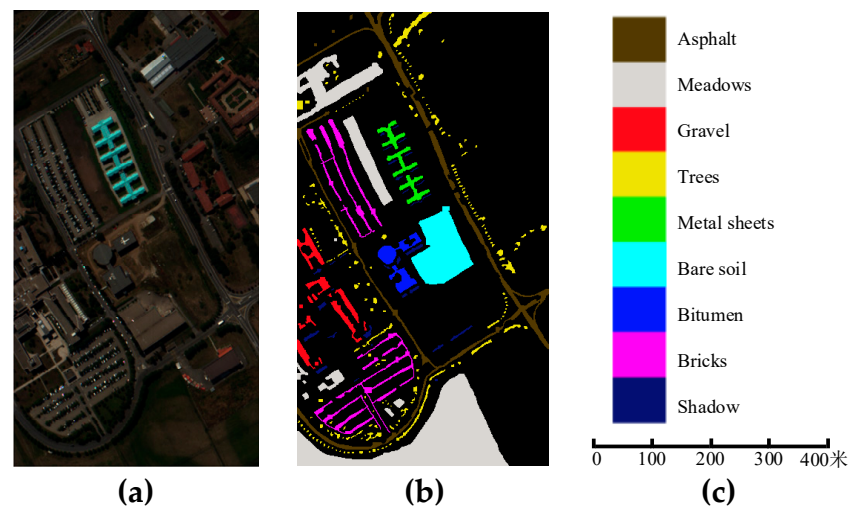 Asphalt
Meadows
Gravel
Trees
Metal sheets
Bare soil
Bitumen
Bricks
Shadow
0 100 200 300 400米
(a) (b) (c)